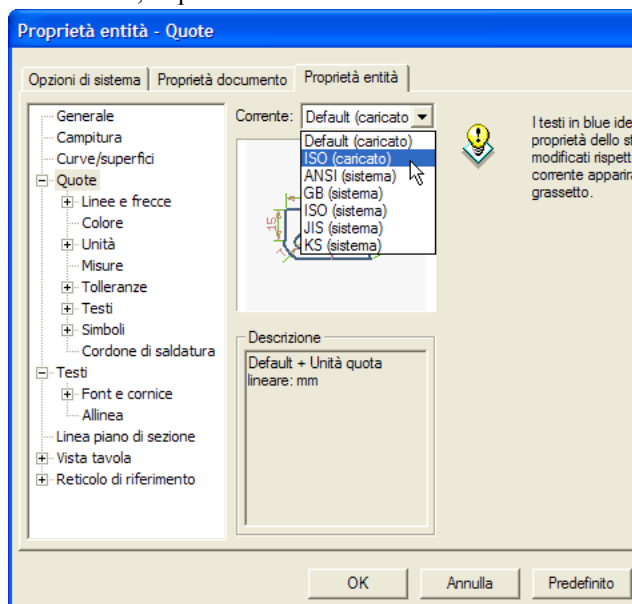 Proprietà entità - Quote
Opzioni di sistema
Proprietà documento
Proprietà entità
Generale
Campitura
Curve/superfici
Quote
Linee e frecce
Colore
Unità
Misure
Tolleranze
Testi
Simboli
Cordone di saldatura
Testi
Font e cornice
Allinea
Linea piano di sezione
Vista tavola
Reticolo di riferimento
Corrente:
Default (caricato
Default (caricato)
ISO (caricato)
ANSI (sistema)
GB (sistema)
ISO (sistema)
JIS (sistema)
KS (sistema)
15
Descrizione
Default + Unità quota
lineare: mm
I testi in blue ide
proprietà dello st
modificati rispett
corrente apparira
grassetto.
OK
Annulla
Predefinito